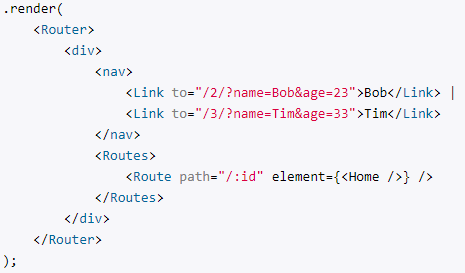 .render(
    <Router>
        <div>
            <nav>
                <Link to="/2/?name=Bob&age=23">Bob</Link> |
                <Link to="/3/?name=Tim&age=33">Tim</Link>
            </nav>
            <Routes>
                <Route path="/:id" element={<Home />} />
            </Routes>
        </div>
    </Router>
);